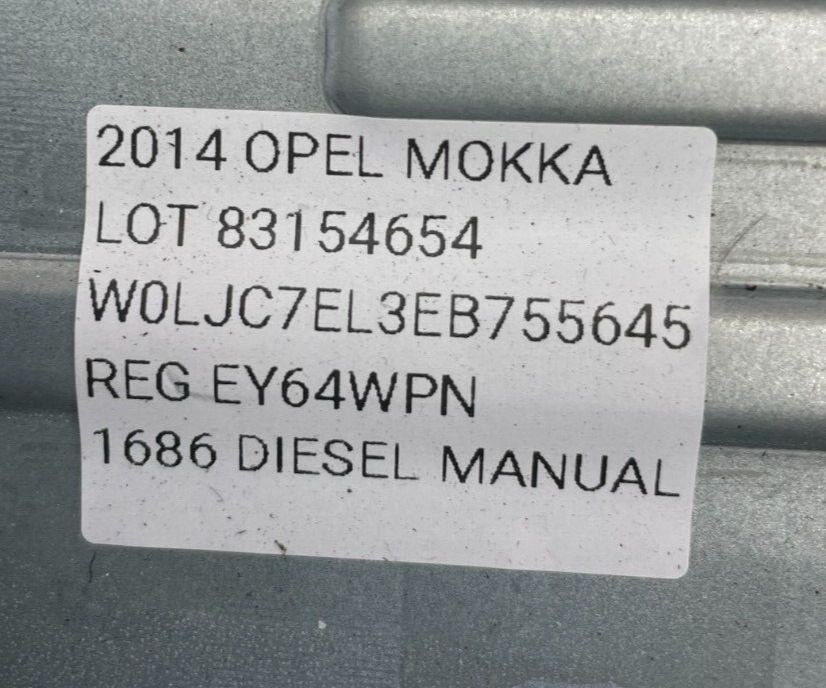 2014 OPEL MOKKA
LOT 83154654
W0LJC7EL3EB755645
REG EY64WPN
1686 DIESEL MANUAL